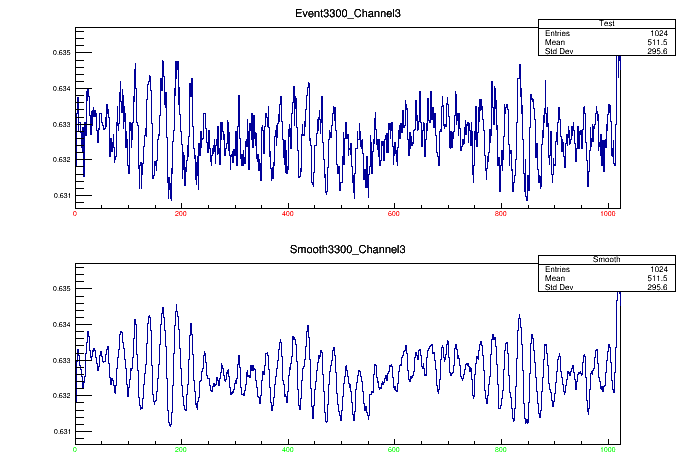 Event3300_Channel3
Test
Entries 1024
Mean 511.5
Std Dev 295.6
0.635
0.634
0.633
0.632
0.631
0 200 400 600 800 1000
Smooth3300_Channel3
Smooth
Entries 1024
Mean 511.5
Std Dev 295.6
0.635
0.634
0.633
0.632
0.631
0 200 400 600 800 1000